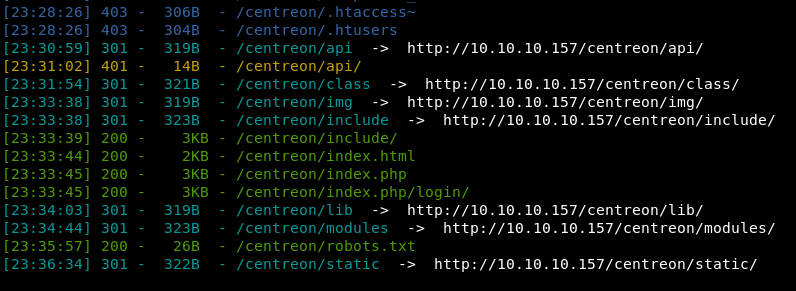 [23:28:26] 403 - 306B - /centreon/.htaccess~
[23:28:26] 403 - 304B - /centreon/.htusers
[23:30:59] 301 - 319B - /centreon/api -> http://10.10.10.157/centreon/api/
[23:31:02] 401 - 14B - /centreon/api/
[23:31:54] 301 - 321B - /centreon/class -> http://10.10.10.157/centreon/class/
[23:33:38] 301 - 319B - /centreon/img -> http://10.10.10.157/centreon/img/
[23:33:38] 301 - 323B - /centreon/include -> http://10.10.10.157/centreon/include/
[23:33:39] 200 - 3KB - /centreon/include/
[23:33:44] 200 - 2KB - /centreon/index.html
[23:33:45] 200 - 3KB - /centreon/index.php
[23:33:45] 200 - 3KB - /centreon/index.php/login/
[23:34:03] 301 - 319B - /centreon/lib -> http://10.10.10.157/centreon/lib/
[23:34:44] 301 - 323B - /centreon/modules -> http://10.10.10.157/centreon/modules/
[23:35:57] 200 - 26B - /centreon/robots.txt
[23:36:34] 301 - 322B - /centreon/static -> http://10.10.10.157/centreon/static/